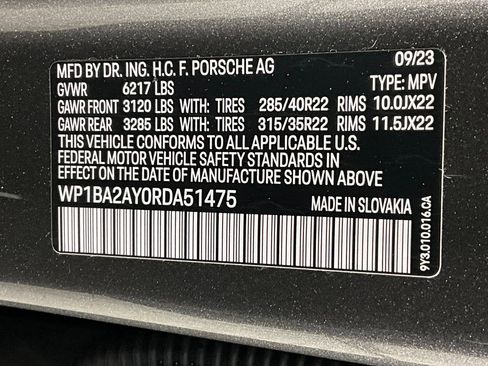 09/23
MFD BY DR. ING. H.C. F. PORSCHE AG
GVWR 6217 LBS TYPE: MPV
GAWR FRONT 3120 LBS WITH: TIRES 285/40R22 RIMS 10.0JX22
GAWR REAR 3285 LBS WITH: TIRES 315/35R22 RIMS 11.5JX22
THIS VEHICLE CONFORMS TO ALL APPLICABLE U.S.
FEDERAL MOTOR VEHICLE SAFETY STANDARDS IN
EFFECT ON THE DATE OF MANUFACTURE SHOWN ABOVE.
WP1BA2AY0RDA51475 MADE IN SLOVAKIA
9Y3.010.016.CA